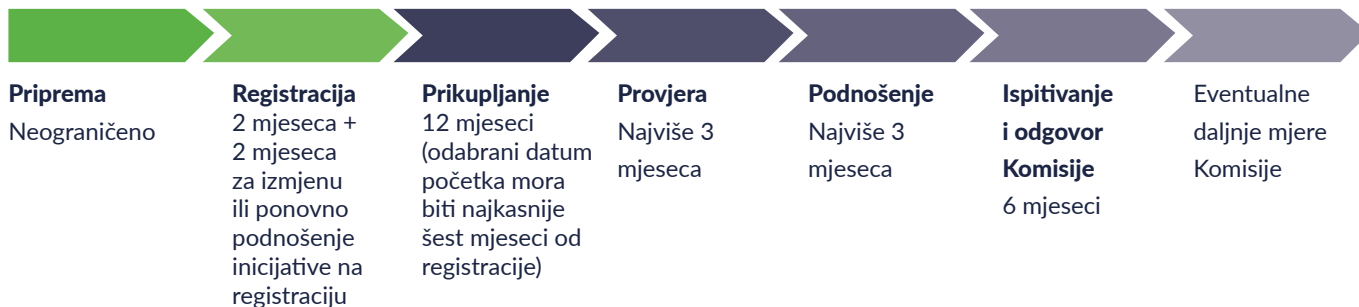 Priprema
Neograničeno
Registracija
2 mjeseca +
2 mjeseca
za izmjenu
ili ponovno
podnošenje
inicijative na
registraciju
Prikupljanje
12 mjeseci
(odabrani datum
početka mora
biti najkasnije
šest mjeseci od
registracije)
Provjera
Najviše 3
mjeseca
Podnošenje
Najviše 3
mjeseca
Ispitivanje
i odgovor
Komisije
6 mjeseci
Eventualne
daljnje mjere
Komisije